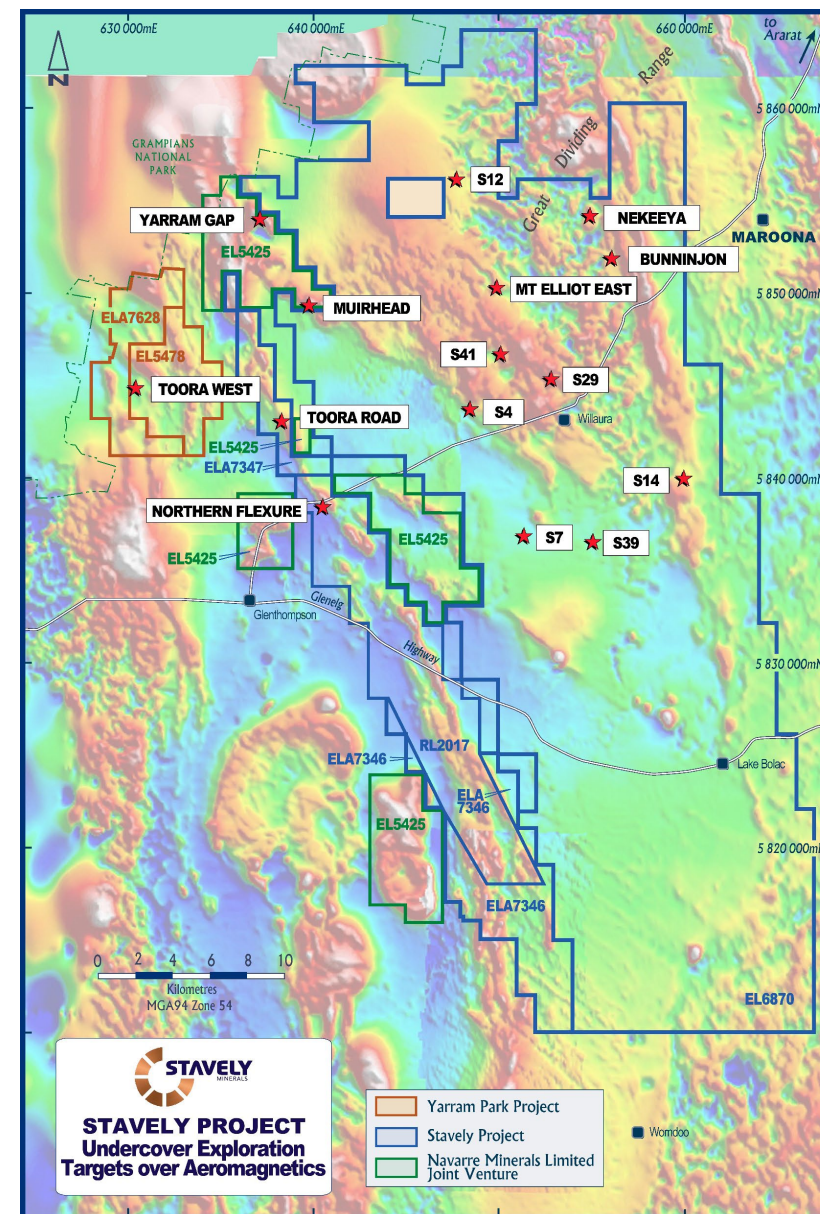 630 000mE
640 000mE
660 000mE
to
Ararat
N
Range
Dividing
Great
5 860 000mN
GRAMPIANS
NATIONAL
PARK
S12
YARRAM GAP
NEKEEYA
MAROONA
EL5425
BUNNINJON
MT ELLIOT EAST
5 850 000mN
MUIRHEAD
ELA7628
EL5478
S41
TOORA WEST
S29
S4
TOORA ROAD
Willaura
EL5425
ELA7347
S14
5 840 000mN
NORTHERN FLEXURE
EL5425
S7
S39
EL5425
Glenelg
Glenthompson
Highway
5 830 000mN
RL2017
ELA7346
Lake Bolac
ELA
7346
EL5425
5 820 000mN
ELA7346
0 2 4 6 8 10
Kilometres
MGA94 Zone 54
EL6870
STAVELY
MINERALS
STAVELY PROJECT
Undercover Exploration
Targets over Aeromagnetics
Yarram Park Project
Stavely Project
Navarre Minerals Limited
Joint Venture
Womdoo